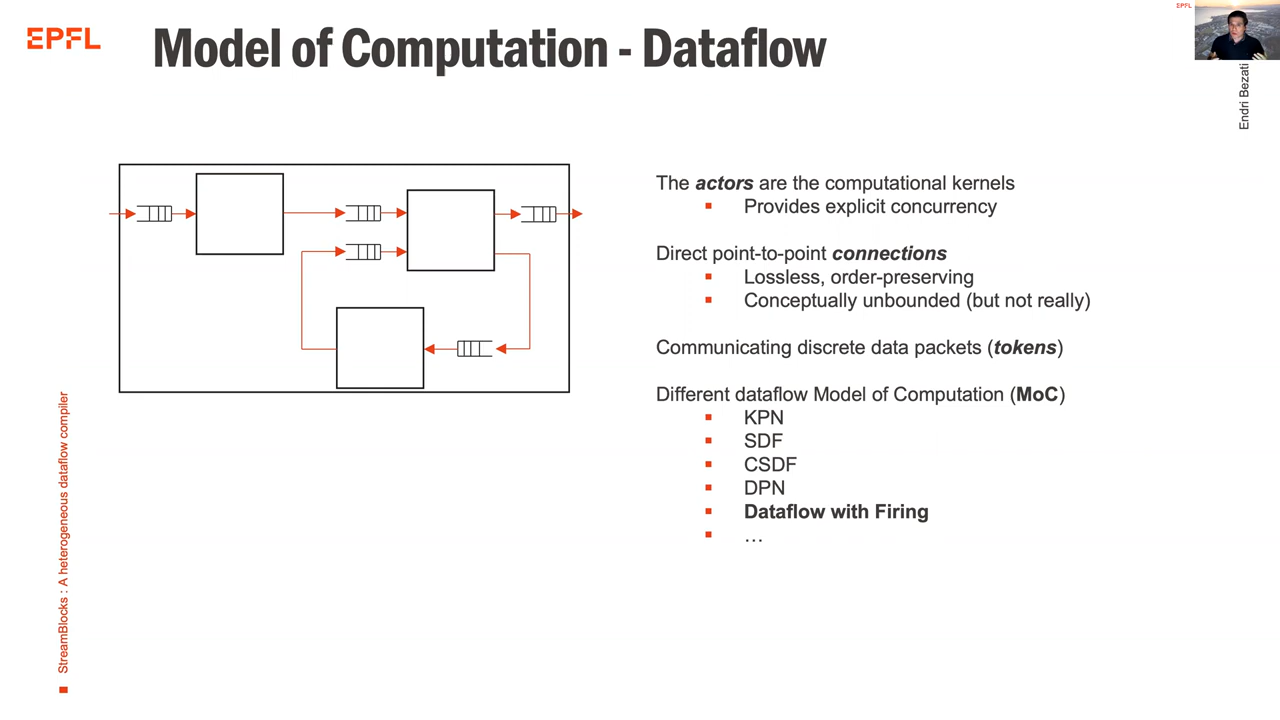 EPFL
Model of Computation - Dataflow
EPFL
Endri Bezati
The actors are the computational kernels
▪ Provides explicit concurrency
Direct point-to-point connections
▪ Lossless, order-preserving
▪ Conceptually unbounded (but not really)
Communicating discrete data packets (tokens)
Different dataflow Model of Computation (MoC)
▪ KPN
▪ SDF
▪ CSDF
▪ DPN
▪ Dataflow with Firing
▪ …
StreamBlocks : A heterogeneous dataflow compiler